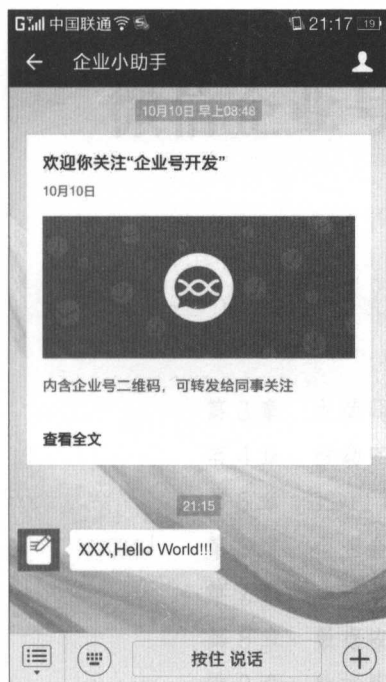 G 中国联通 21:17 19
企业小助手
10月10日 早上08:46
欢迎你关注“企业号开发”
10月10日
内含企业号二维码，可转发给同事关注
查看全文
21:15
XXX,Hello World!!!
按住 说话